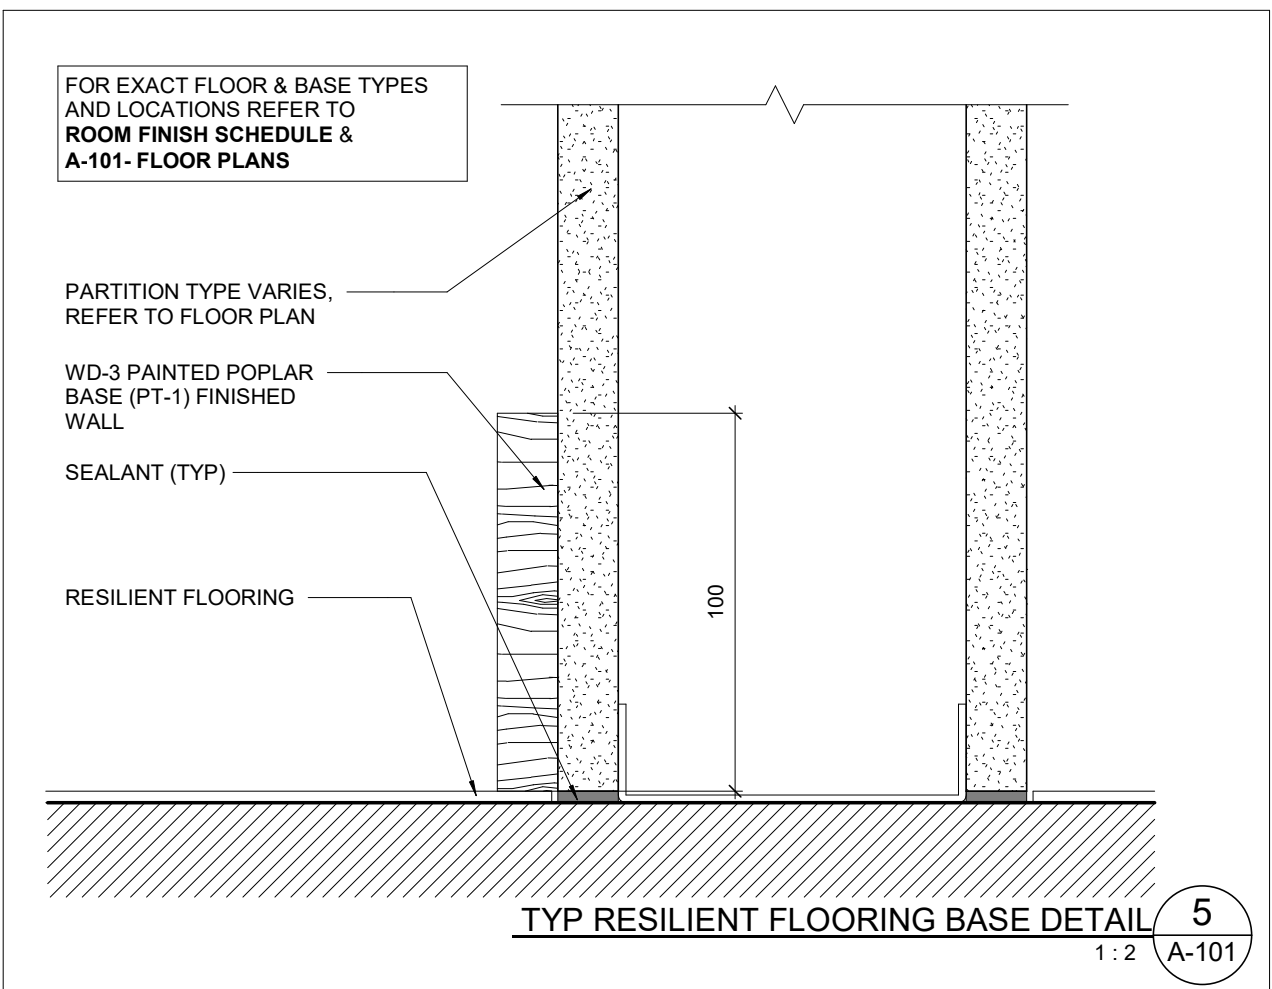 FOR EXACT FLOOR & BASE TYPES
AND LOCATIONS REFER TO
ROOM FINISH SCHEDULE &
A-101- FLOOR PLANS
PARTITION TYPE VARIES,
REFER TO FLOOR PLAN
WD-3 PAINTED POPLAR
BASE (PT-1) FINISHED
WALL
SEALANT (TYP)
RESILIENT FLOORING
100
TYP RESILIENT FLOORING BASE DETAIL
1 : 2
5
A-101